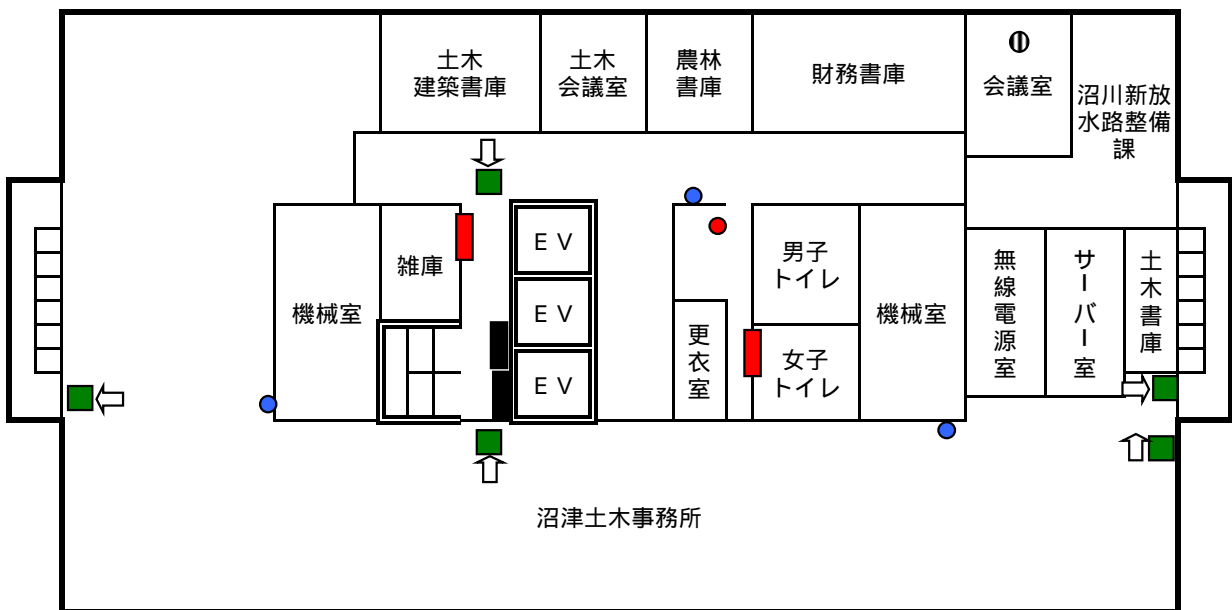 土木
建築書庫
土木
会議室
農林
書庫
財務書庫
会議室
沼川新放
水路整備
課
ＥＶ
ＥＶ
ＥＶ
雑庫
機械室
男子
トイレ
女子
トイレ
更衣室
機械室
無線電源室
サーバー室
土木書庫
沼津土木事務所